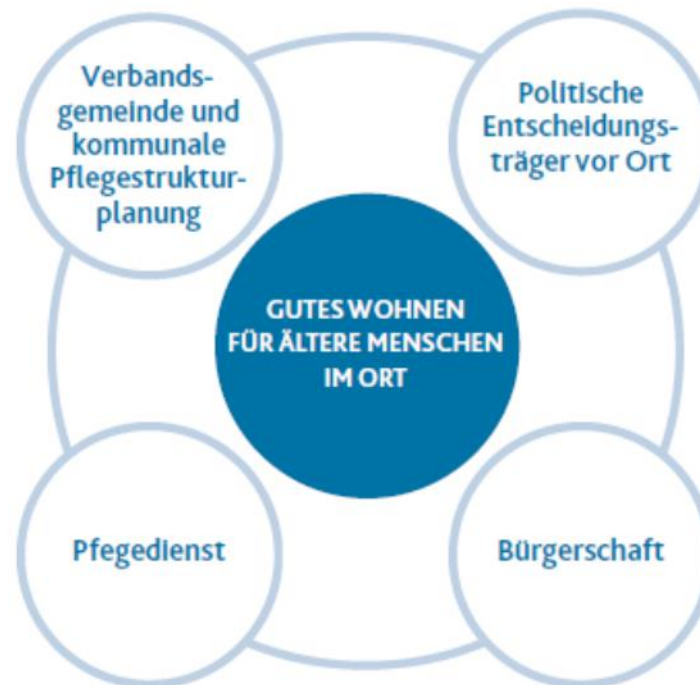 Verbands-
gemeinde und
kommunale
Pflegestruktur-
planung
Politische
Entscheidungs-
träger vor Ort
GUTES WOHNEN
FÜR ÄLTERE MENSCHEN
IM ORT
Pfegedienst
Bürgerschaft